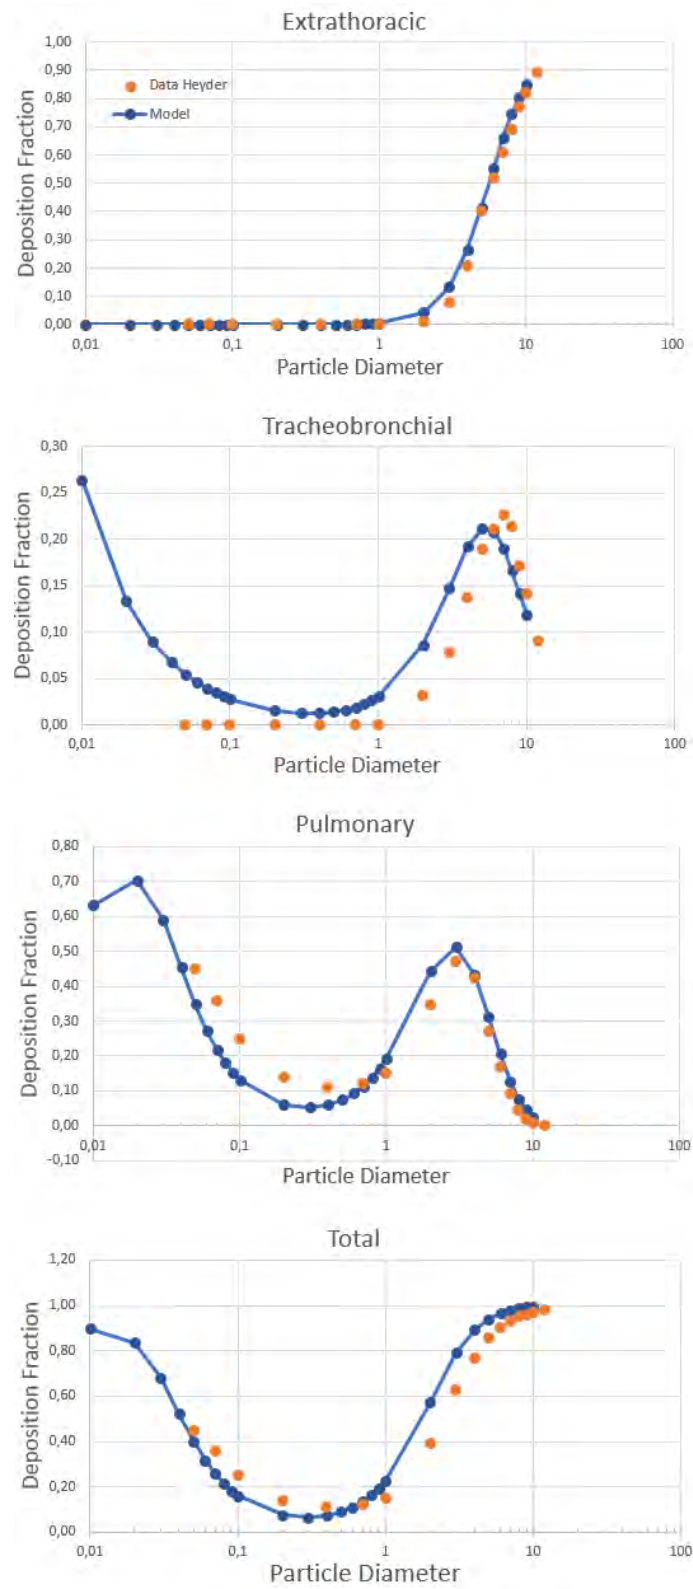 Extrathoracic
1,00
0,90
0,80
0,70
0,60
0,50
0,40
0,30
0,20
0,10
0,00
Deposition Fraction
Data Heyder
Model
0,01 0,1 1 10 100
Particle Diameter
Tracheobronchial
0,30
0,25
0,20
0,15
0,10
0,05
0,00
Deposition Fraction
0,01 0,1 1 10 100
Particle Diameter
Pulmonary
0,80
0,70
0,60
0,50
0,40
0,30
0,20
0,10
0,00
-0,10
Deposition Fraction
0,01 0,1 1 10 100
Particle Diameter
Total
1,20
1,00
0,80
0,60
0,40
0,20
0,00
Deposition Fraction
0,01 0,1 1 10 100
Particle Diameter